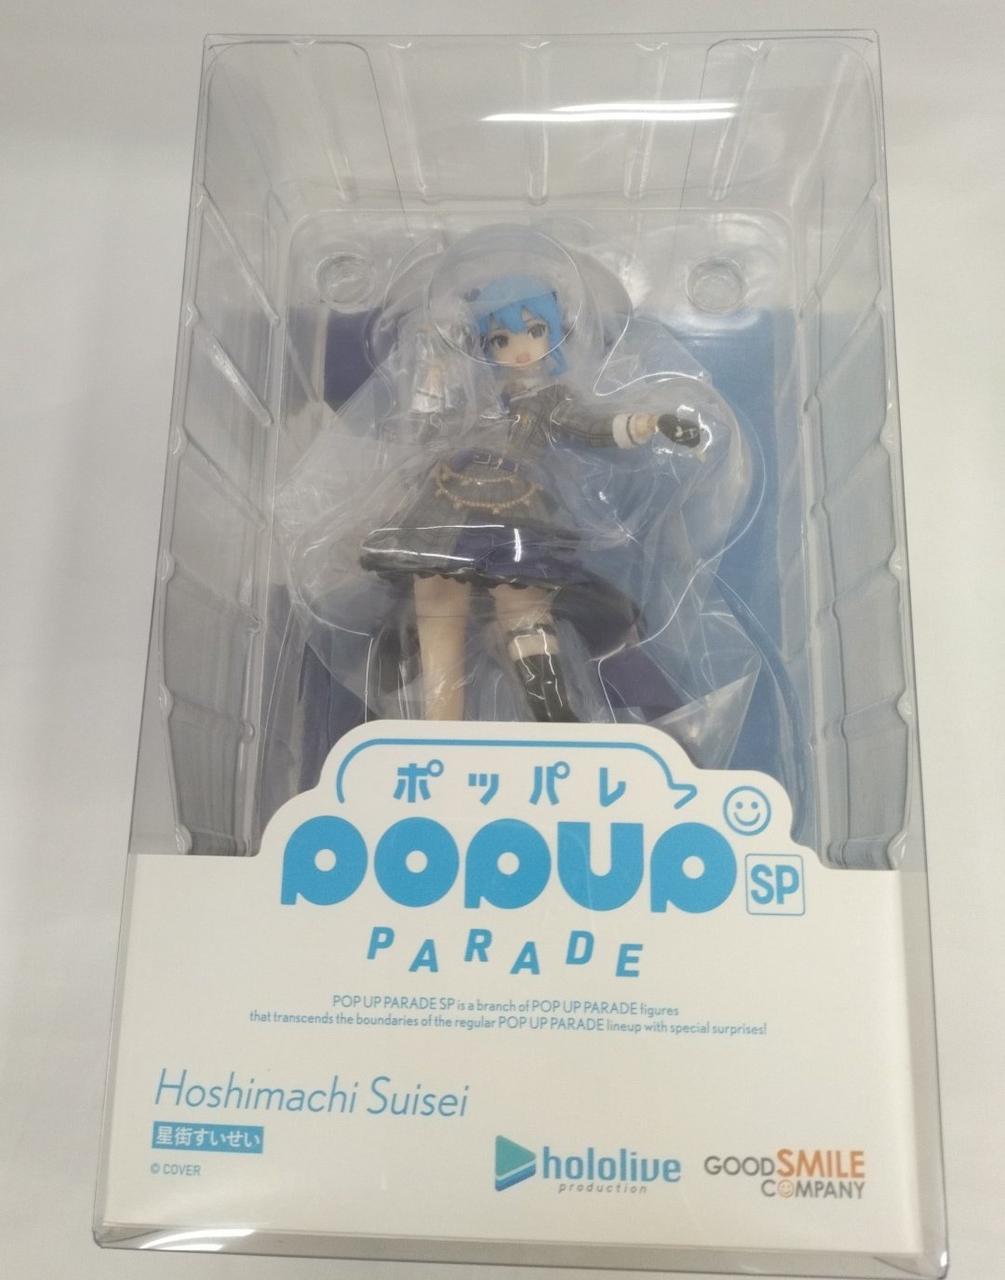 ポッパレ
POPUP
SP
PARADE
POP UP PARADE SP is a branch of POP UP PARADE figures
that transcends the boundaries of the regular POP UP PARADE lineup with special surprises!
Hoshimachi Suisei
星街すいせい
© COVER
hololive
production
GOOD SMILE
COMPANY